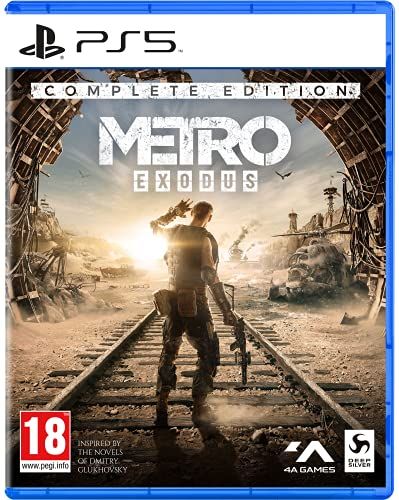 PS5
COMPLETE EDITION
METRO
EXODUS
18
www.pegi.info
INSPIRED BY
THE NOVELS
OF DMITRY
GLUKHOVSKY
4A GAMES
DEEP
SILVER